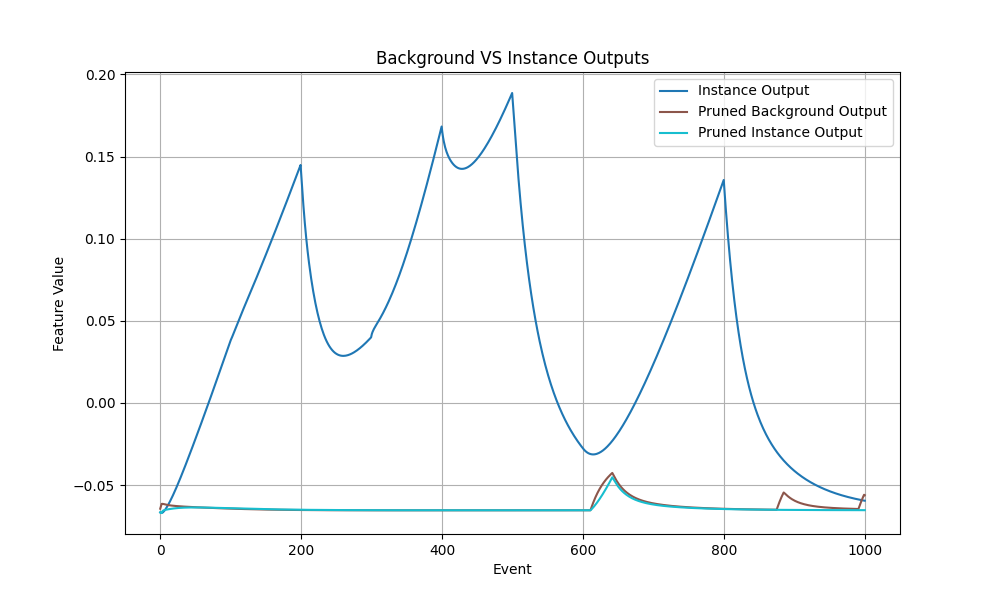 Background VS Instance Outputs
Instance Output
Pruned Background Output
Pruned Instance Output
0.20
0.15
0.10
0.05
0.00
−0.05
Feature Value
0 200 400 600 800 1000
Event